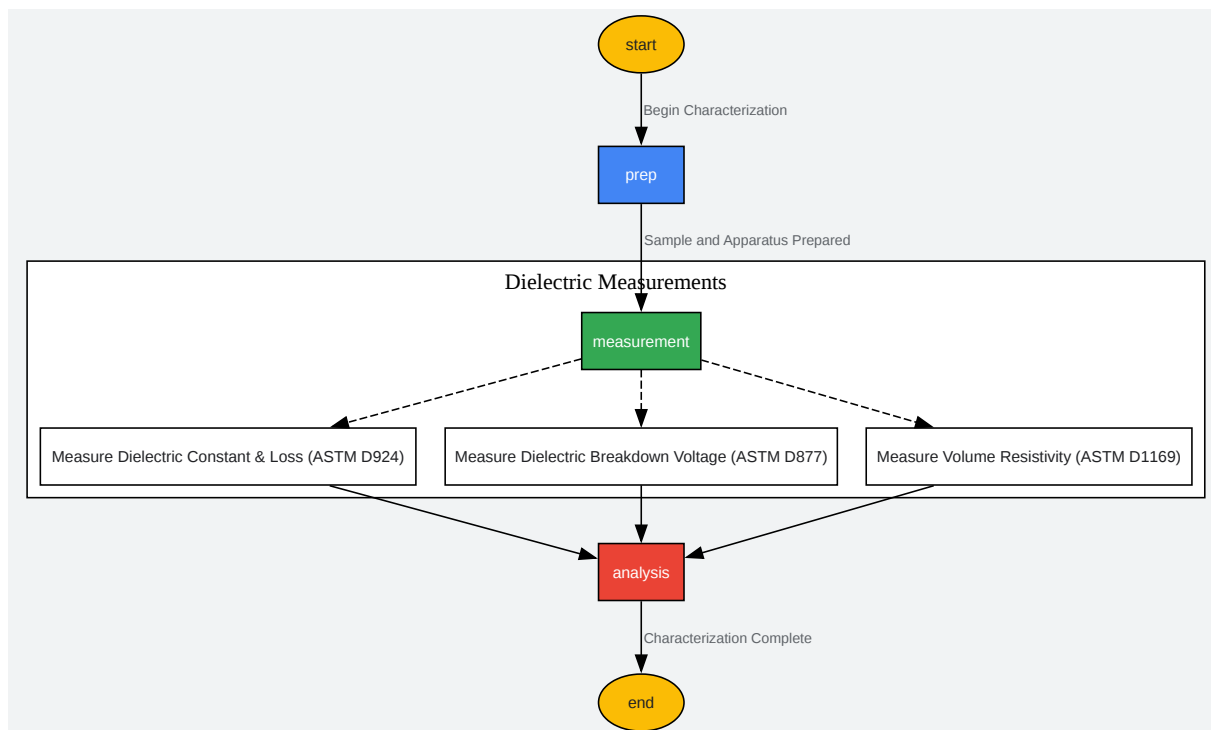 start
Begin Characterization
prep
Sample and Apparatus Prepared
Dielectric Measurements
measurement
Measure Dielectric Constant & Loss (ASTM D924)
Measure Dielectric Breakdown Voltage (ASTM D877)
Measure Volume Resistivity (ASTM D1169)
analysis
Characterization Complete
end